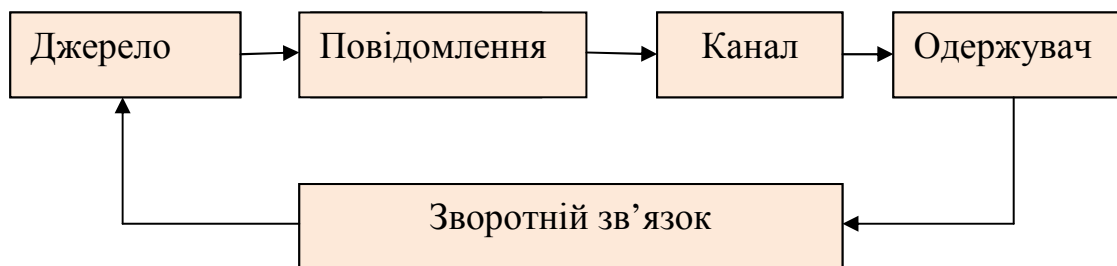 Джерело
Повідомлення
Канал
Одержувач
Зворотній зв’язок